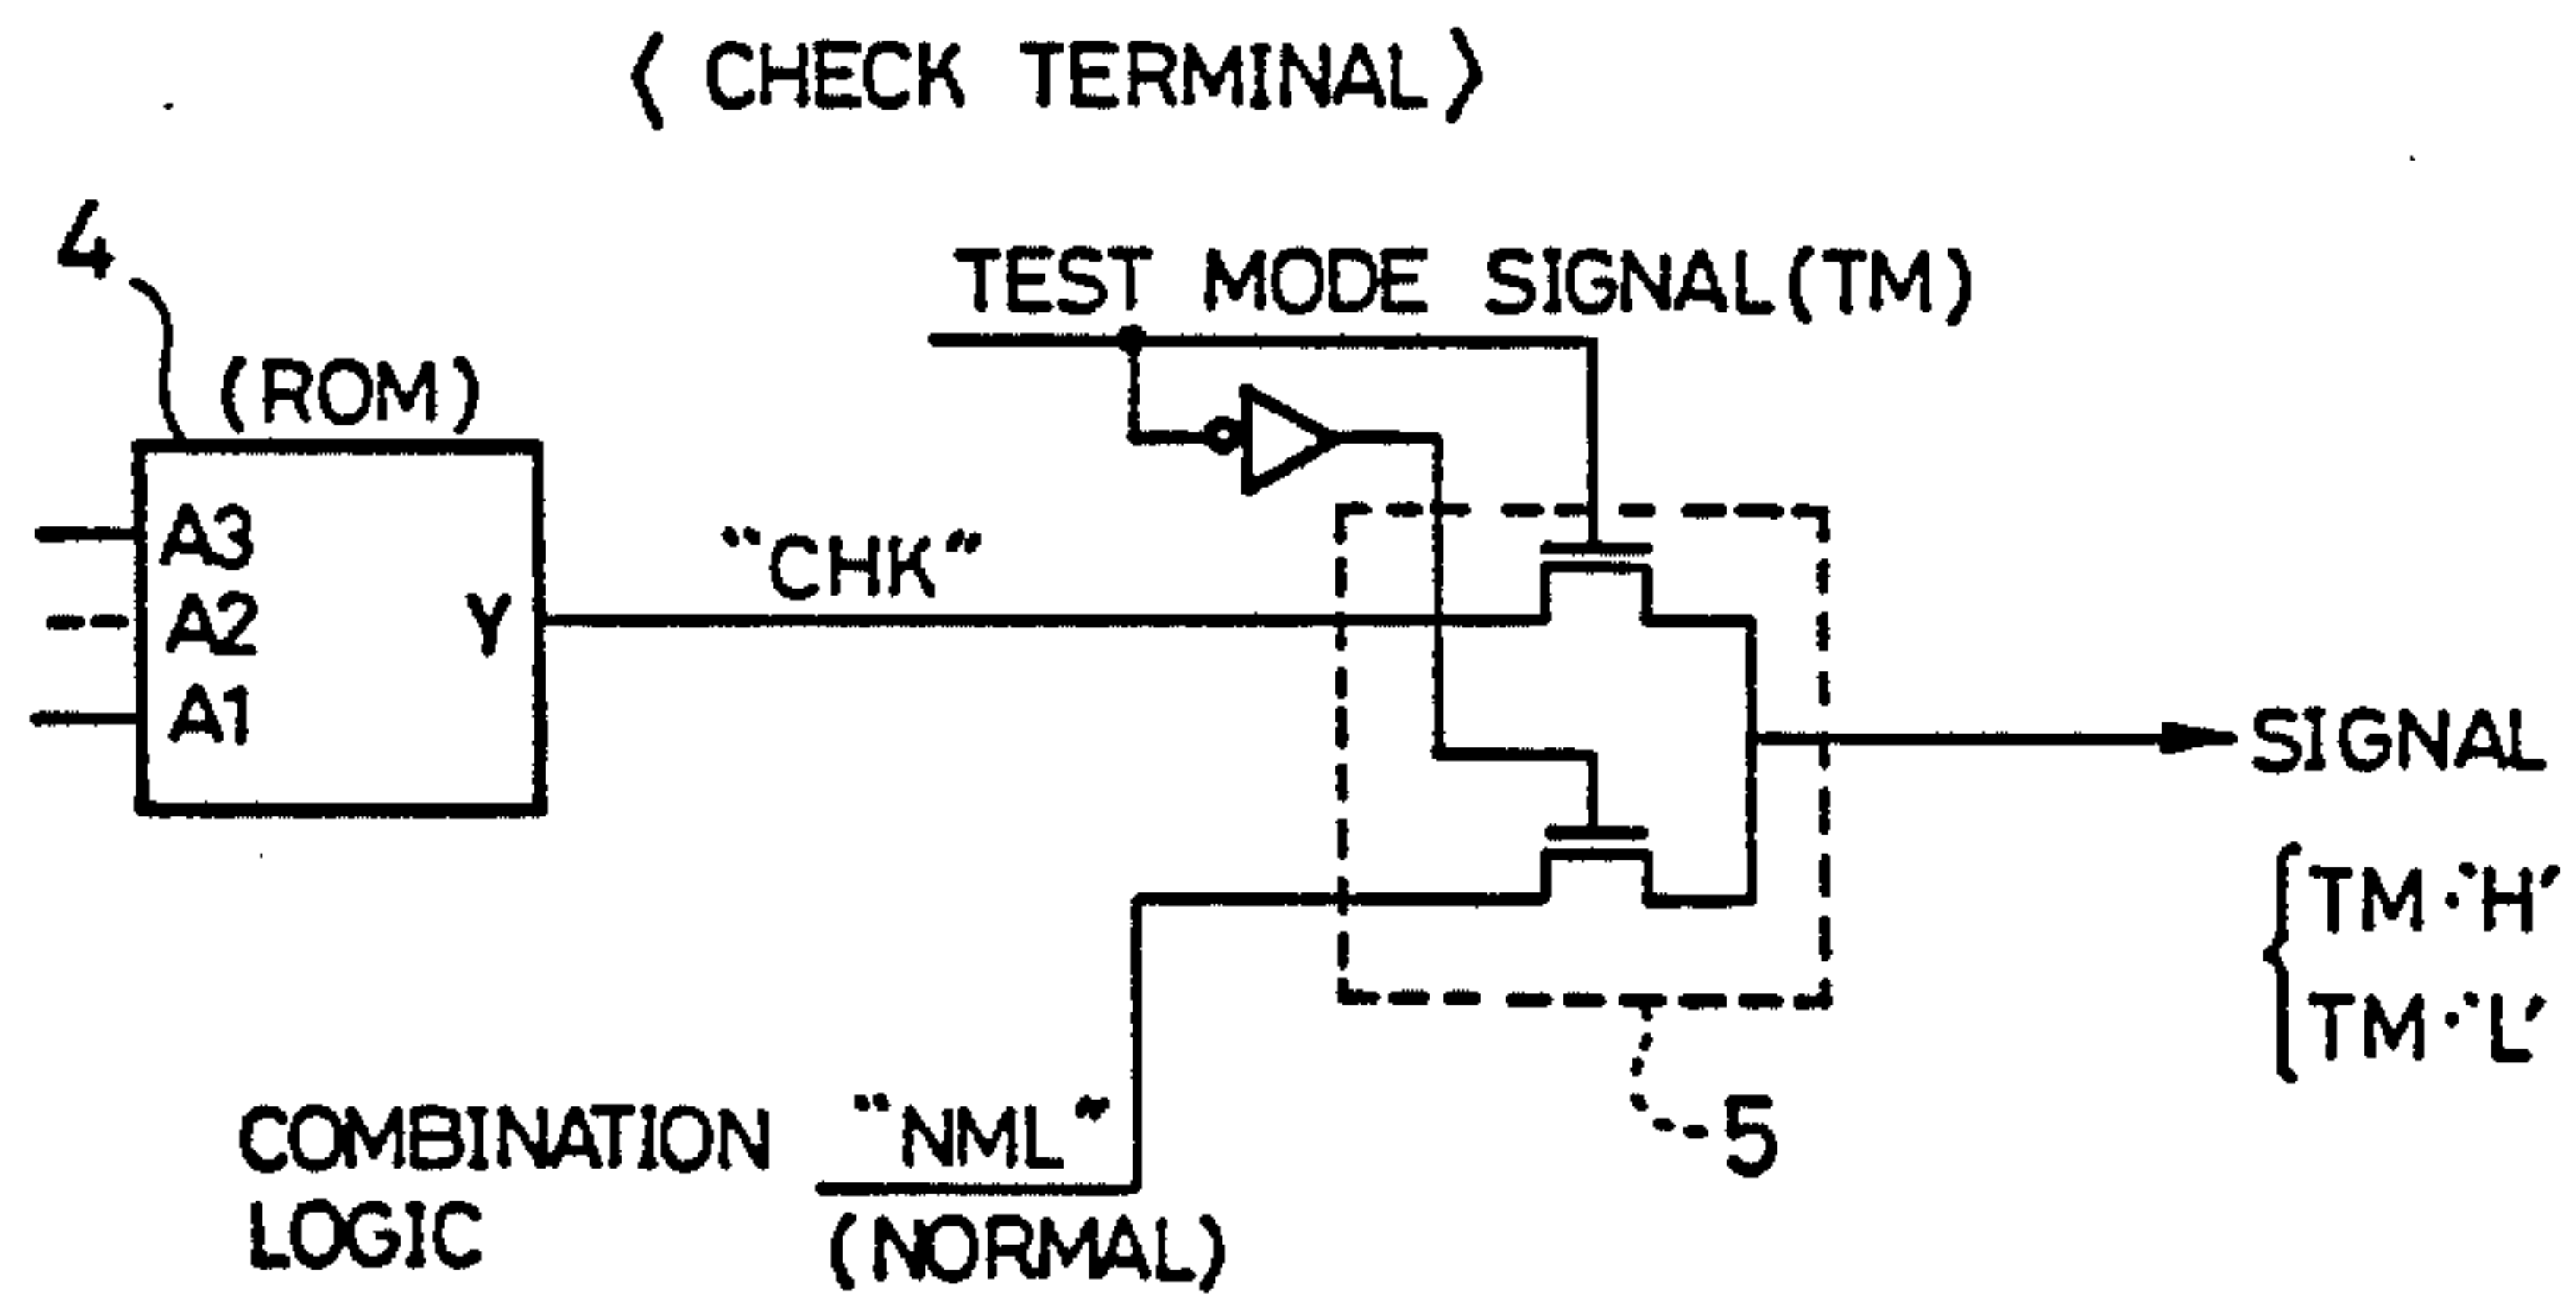 〈 CHECK TERMINAL 〉
4
TEST MODE SIGNAL(TM)
(ROM)
A3
"CHK"
A2
Y
A1
SIGNAL
TM·"H"
TM·"L"
5
COMBINATION "NML"
LOGIC
(NORMAL)